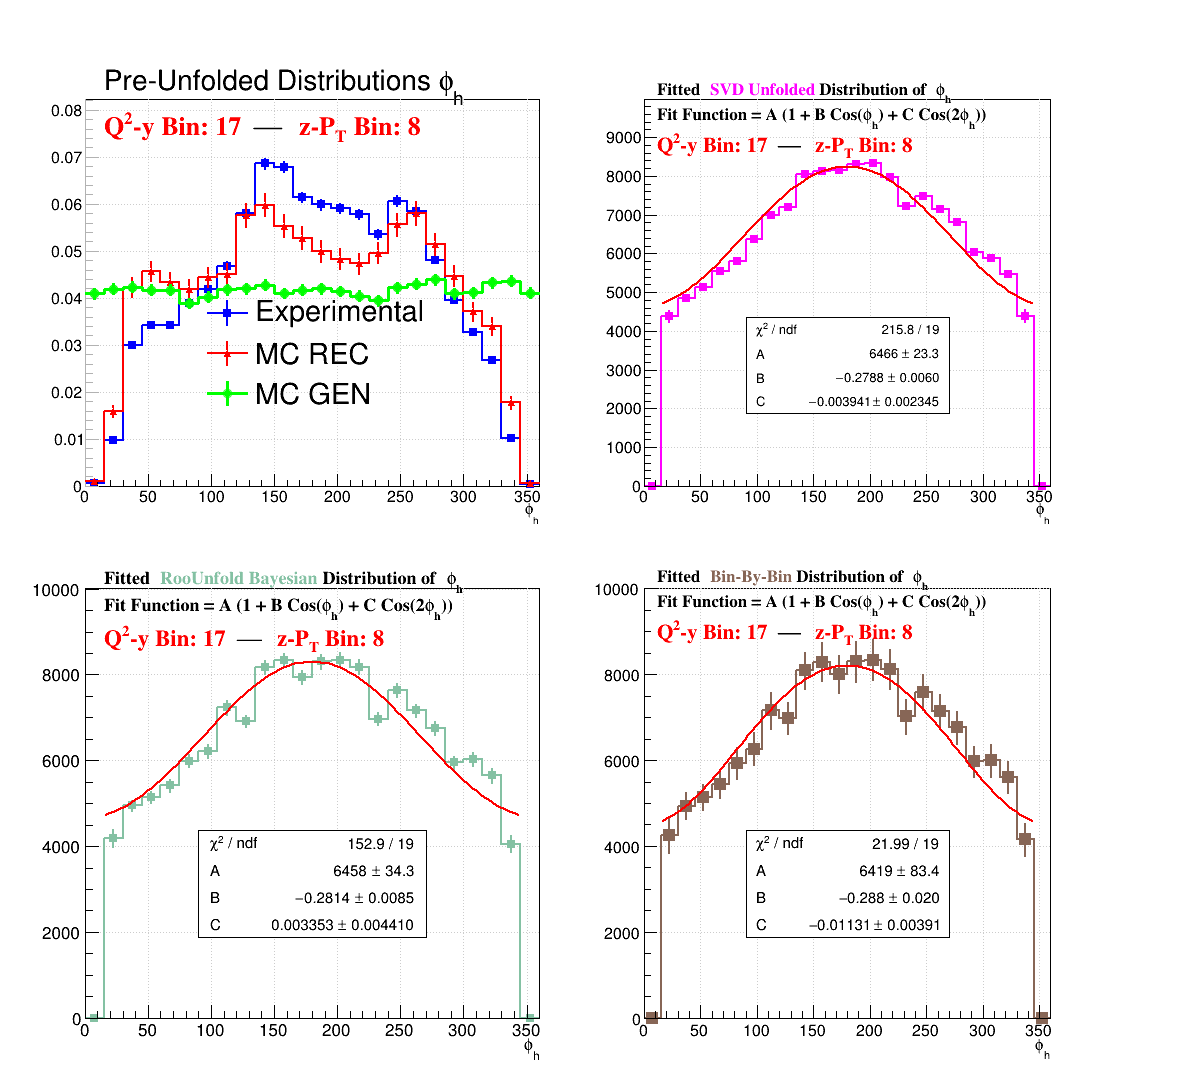 Pre-Unfolded Distributions ϕh
Q²-y Bin: 17 — z-PT Bin: 8
0.08
0.07
0.06
0.05
0.04
0.03
0.02
0.01
0
Experimental
MC REC
MC GEN
0 50 100 150 200 250 300 350
ϕh
Fitted SVD Unfolded Distribution of ϕh
Fit Function = A (1 + B Cos(ϕh) + C Cos(2ϕh))
Q²-y Bin: 17 — z-PT Bin: 8
9000
8000
7000
6000
5000
4000
3000
2000
1000
0
χ² / ndf 215.8 / 19
A 6466 ± 23.3
B −0.2788 ± 0.0060
C −0.003941 ± 0.002345
0 50 100 150 200 250 300 350
ϕh
Fitted RooUnfold Bayesian Distribution of ϕh
Fit Function = A (1 + B Cos(ϕh) + C Cos(2ϕh))
Q²-y Bin: 17 — z-PT Bin: 8
10000
8000
6000
4000
2000
0
χ² / ndf 152.9 / 19
A 6458 ± 34.3
B −0.2814 ± 0.0085
C 0.003353 ± 0.004410
0 50 100 150 200 250 300 350
ϕh
Fitted Bin-By-Bin Distribution of ϕh
Fit Function = A (1 + B Cos(ϕh) + C Cos(2ϕh))
Q²-y Bin: 17 — z-PT Bin: 8
10000
8000
6000
4000
2000
0
χ² / ndf 21.99 / 19
A 6419 ± 83.4
B −0.288 ± 0.020
C −0.01131 ± 0.00391
0 50 100 150 200 250 300 350
ϕh